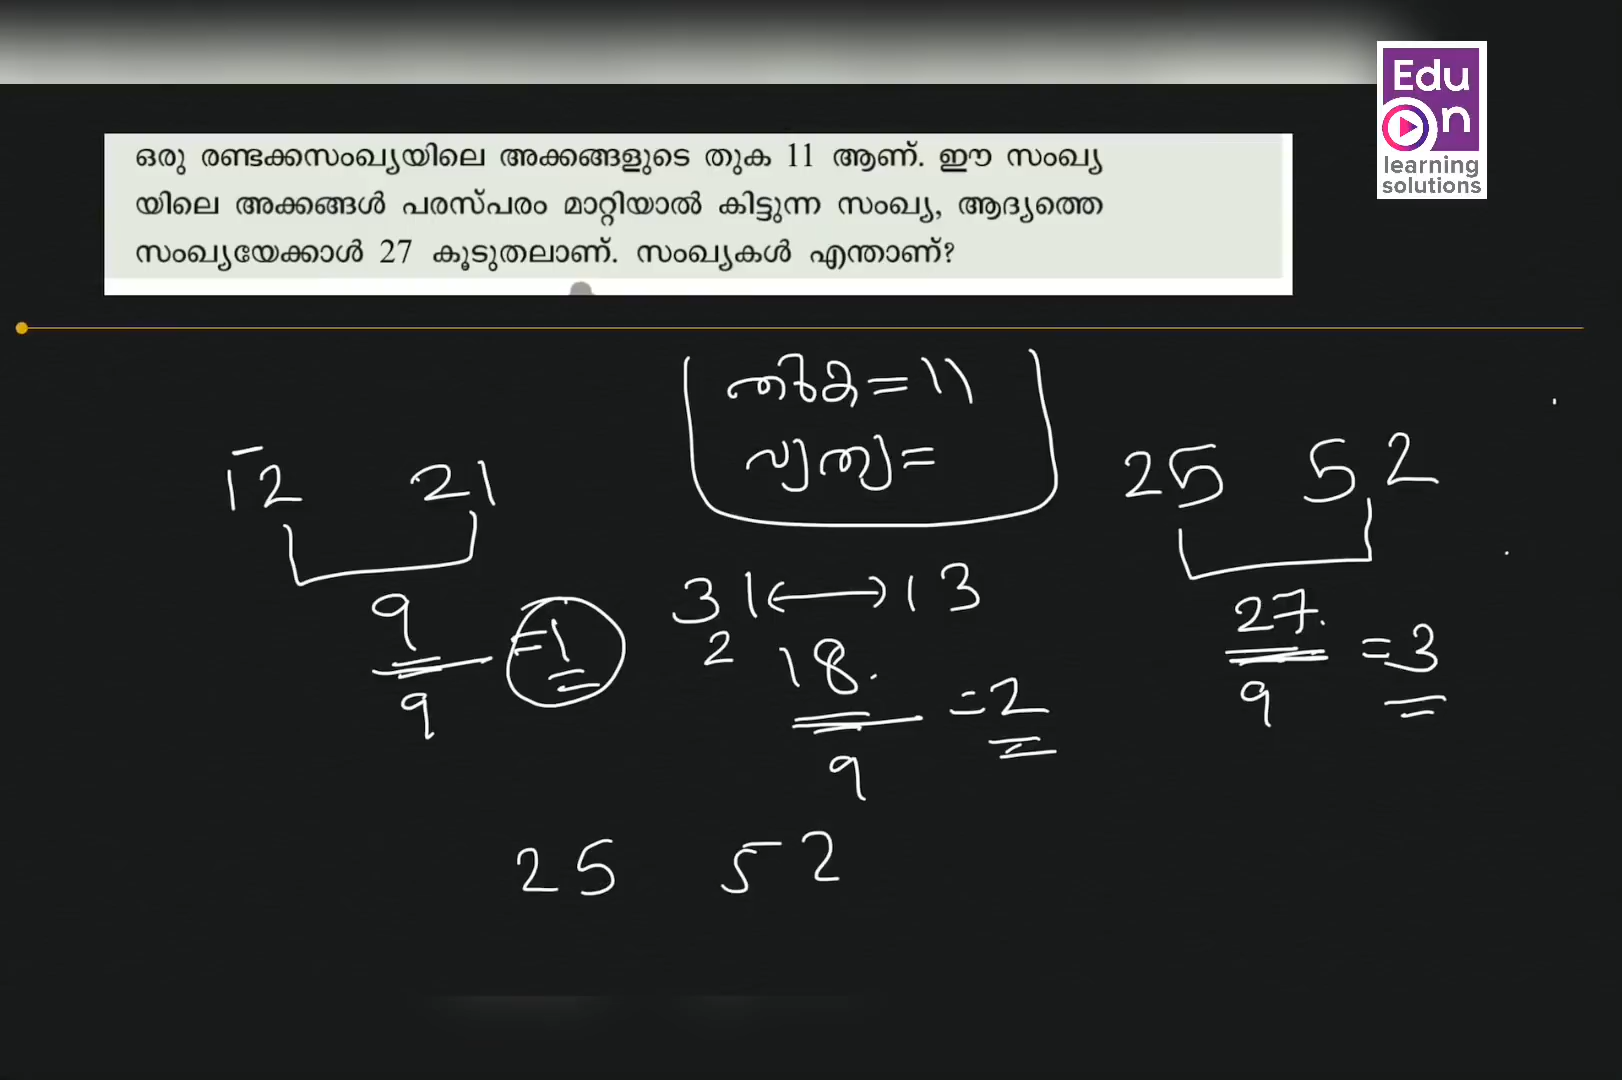 Edu
On
learning
solutions
ഒരു രണ്ടക്കസംഖ്യയിലെ അക്കങ്ങളുടെ തുക 11 ആണ്. ഈ സംഖ്യ
യിലെ അക്കങ്ങൾ പരസ്പരം മാറ്റിയാൽ കിട്ടുന്ന സംഖ്യ, ആദ്യത്തെ
സംഖ്യയേക്കാൾ 27 കൂടുതലാണ്. സംഖ്യകൾ എന്താണ്?
തുക = 11
വ്യത്യ =
12 21
25 52
9
9
=1
31 ↔ 13
2
18.
9
=2
27.
9
=3
25 52